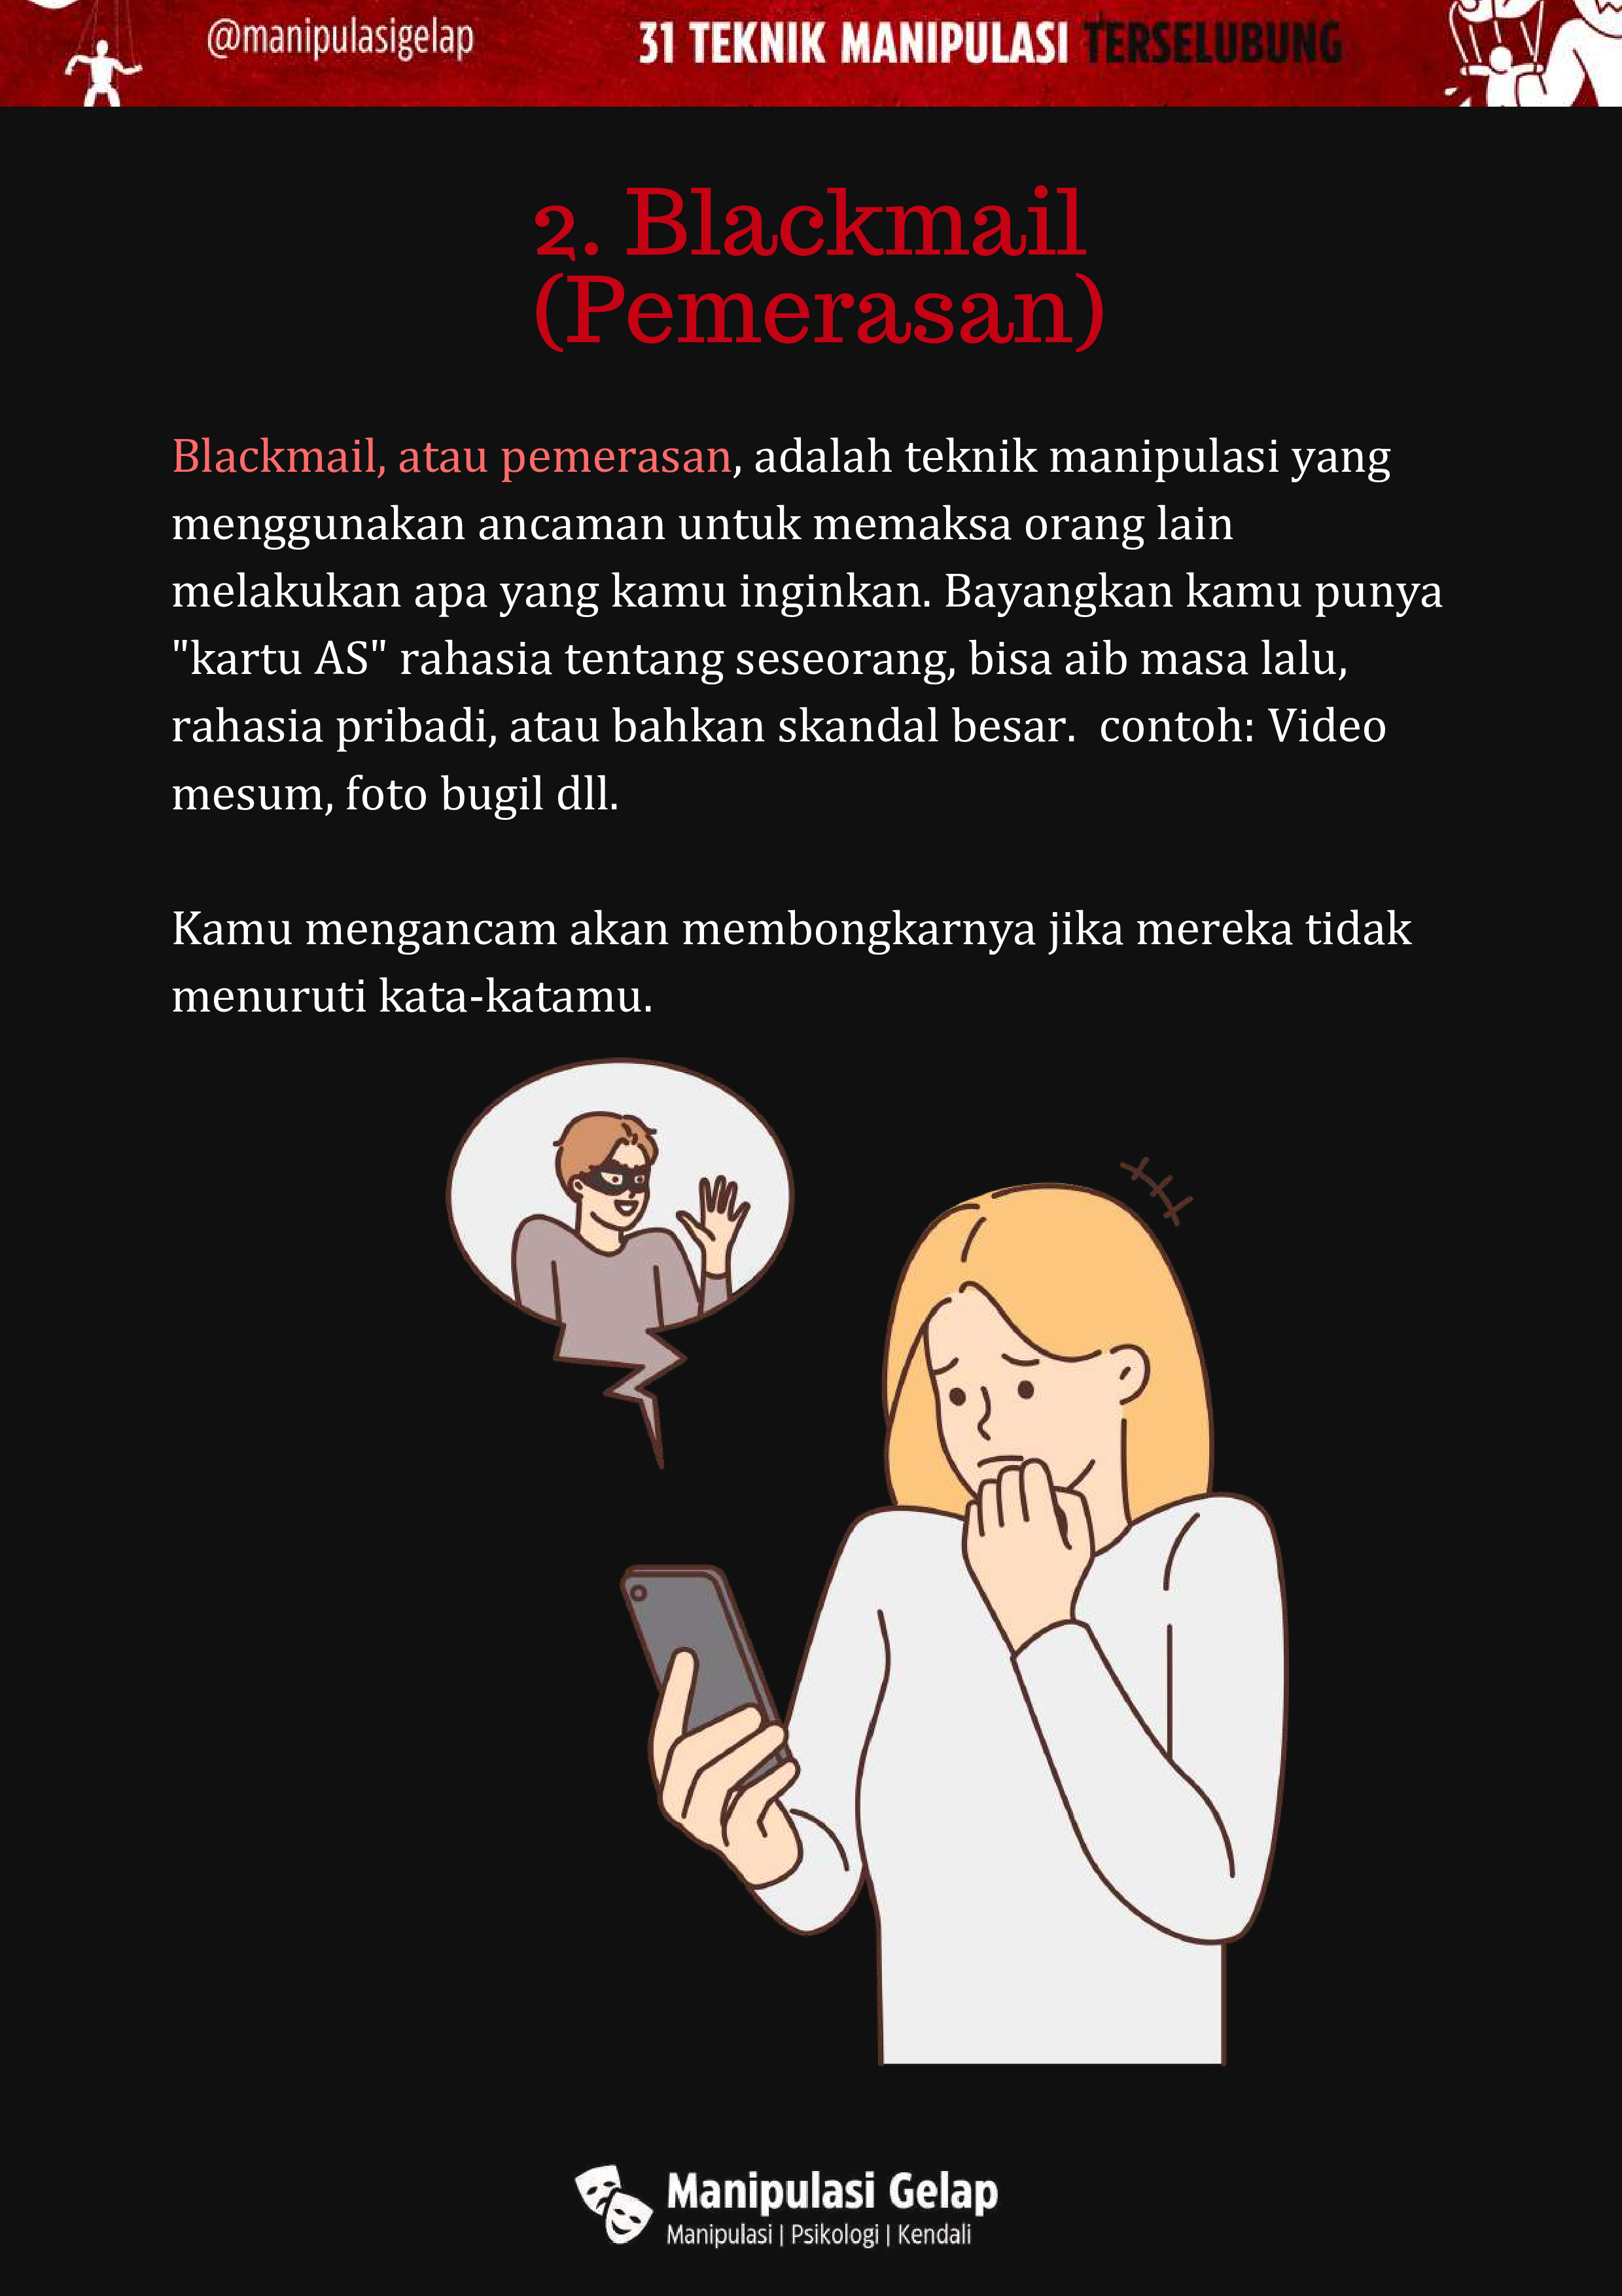 @manipulasigelap
31 TEKNIK MANIPULASI TERSELUBUNG
2. Blackmail
(Pemerasan)
Blackmail, atau pemerasan, adalah teknik manipulasi yang
menggunakan ancaman untuk memaksa orang lain
melakukan apa yang kamu inginkan. Bayangkan kamu punya
"kartu AS" rahasia tentang seseorang, bisa aib masa lalu,
rahasia pribadi, atau bahkan skandal besar.  contoh: Video
mesum, foto bugil dll.
Kamu mengancam akan membongkarnya jika mereka tidak
menuruti kata-katamu.
Manipulasi Gelap
Manipulasi | Psikologi | Kendali